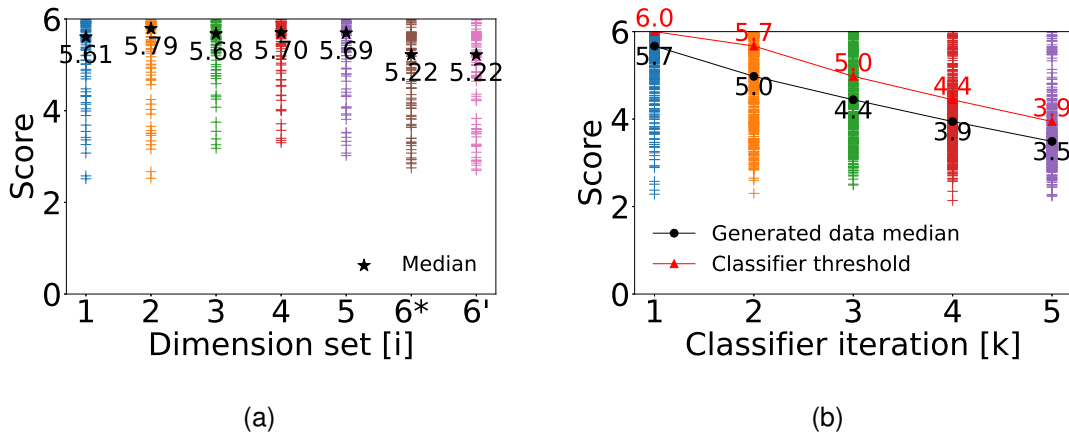 6
5.61 5.79 5.68 5.70 5.69 5.22 5.22
4
2
0
Score
Median
1 2 3 4 5 6* 6'
Dimension set [i]
(a)
6
4
2
0
Score
6.0 5.7 5.0 4.4 3.9
5.7 5.0 4.4 3.9 3.5
Generated data median
Classifier threshold
1 2 3 4 5
Classifier iteration [k]
(b)